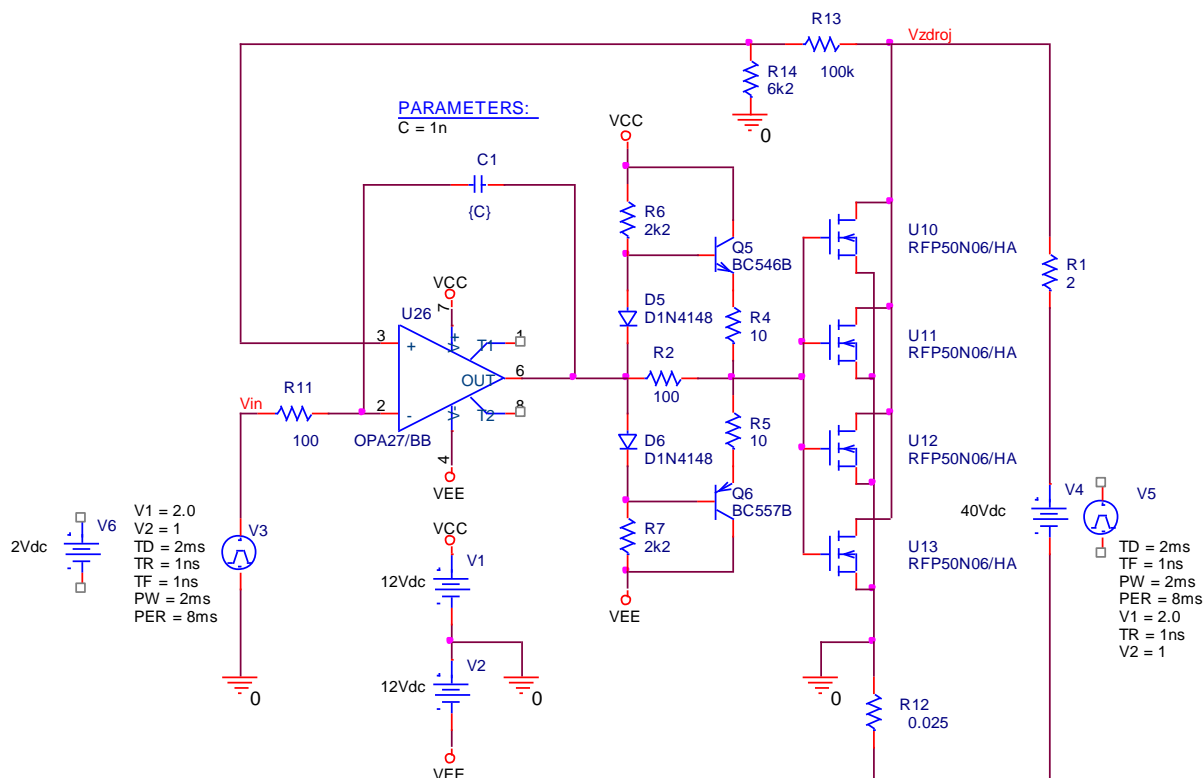 R13
Vzdroj
100k
R14
6k2
0
PARAMETERS:
C = 1n
VCC
C1
{C}
R6
2k2
Q5
BC546B
U10
RFP50N06/HA
R1
2
VCC
7
U26
V+
T1
1
3
+
OUT
6
D5
D1N4148
R4
10
R2
100
U11
RFP50N06/HA
Vin
R11
100
2
-
V-
T2
8
OPA27/BB
4
VEE
D6
D1N4148
R5
10
U12
RFP50N06/HA
Q6
BC557B
R7
2k2
VEE
V4
40Vdc
V5
U13
RFP50N06/HA
V6
2Vdc
V1 = 2.0
V2 = 1
TD = 2ms
TR = 1ns
TF = 1ns
PW = 2ms
PER = 8ms
V3
0
VCC
V1
12Vdc
V2
12Vdc
0
VEE
0
R12
0.025
TD = 2ms
TF = 1ns
PW = 2ms
PER = 8ms
V1 = 2.0
TR = 1ns
V2 = 1